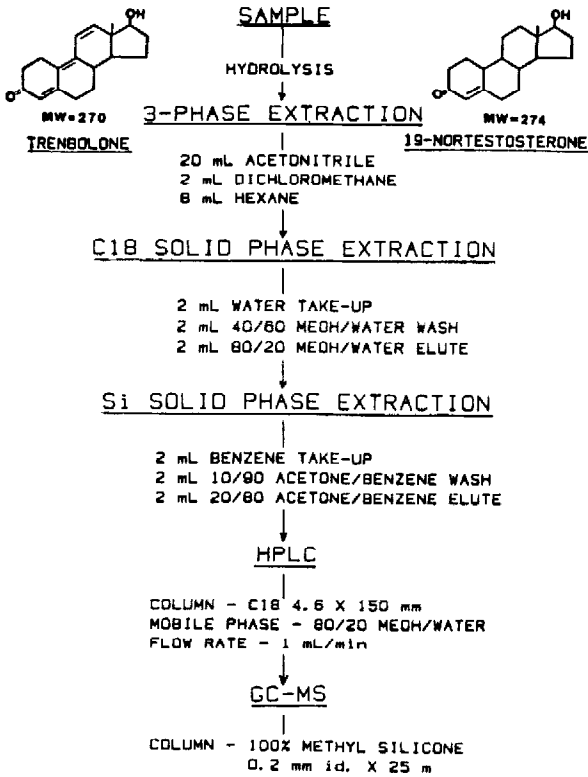 SAMPLE
OH
OH
HYDROLYSIS
O
MW=270
O
MW=274
TRENBOLONE
3-PHASE EXTRACTION
19-NORTESTOSTERONE
20 mL ACETONITRILE
2 mL DICHLOROMETHANE
8 mL HEXANE
C18 SOLID PHASE EXTRACTION
2 mL WATER TAKE-UP
2 mL 40/60 MEOH/WATER WASH
2 mL 80/20 MEOH/WATER ELUTE
Si SOLID PHASE EXTRACTION
2 mL BENZENE TAKE-UP
2 mL 10/90 ACETONE/BENZENE WASH
2 mL 20/80 ACETONE/BENZENE ELUTE
HPLC
COLUMN - C18 4.6 X 150 mm
MOBILE PHASE - 80/20 MEOH/WATER
FLOW RATE - 1 mL/min
GC-MS
COLUMN - 100% METHYL SILICONE
0.2 mm id. X 25 m